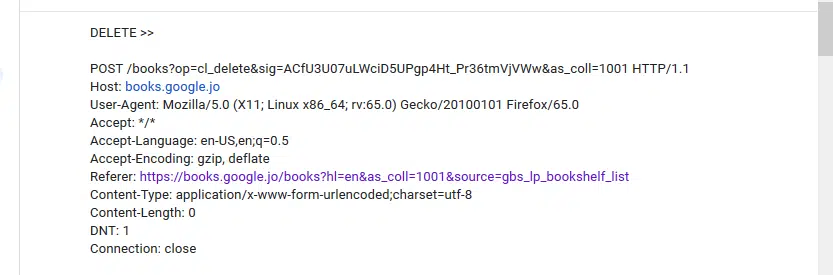 DELETE >>
POST /books?op=cl_delete&sig=ACfU3U07uLWciD5UPgp4Ht_Pr36tmVjVWw&as_coll=1001 HTTP/1.1
Host: books.google.jo
User-Agent: Mozilla/5.0 (X11; Linux x86_64; rv:65.0) Gecko/20100101 Firefox/65.0
Accept: */*
Accept-Language: en-US,en;q=0.5
Accept-Encoding: gzip, deflate
Referer: https://books.google.jo/books?hl=en&as_coll=1001&source=gbs_lp_bookshelf_list
Content-Type: application/x-www-form-urlencoded;charset=utf-8
Content-Length: 0
DNT: 1
Connection: close